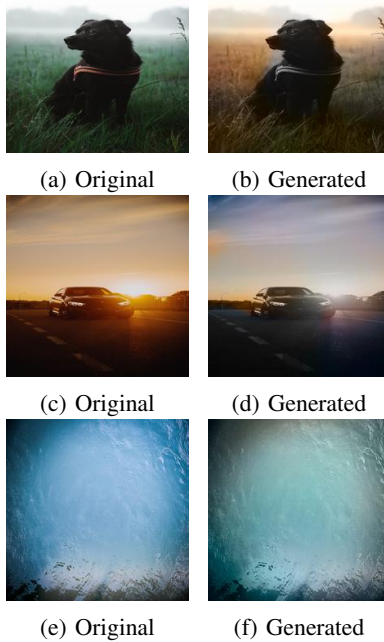 (a) Original
(b) Generated
(c) Original
(d) Generated
(e) Original
(f) Generated